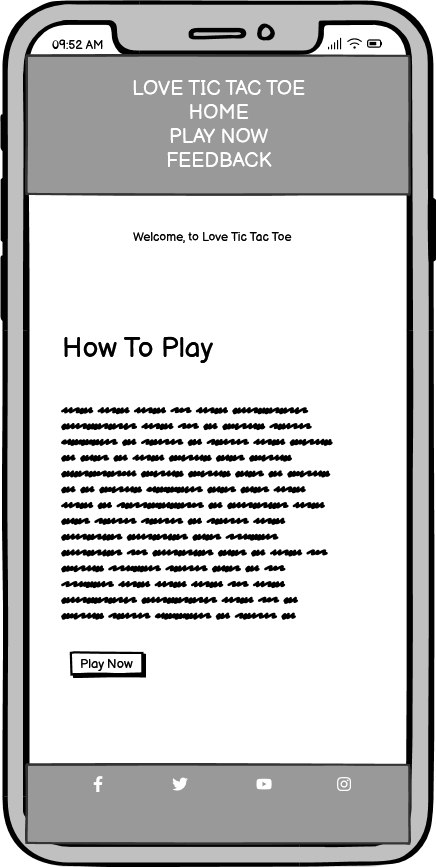 09:52 AM
LOVE TIC TAC TOE
HOME
PLAY NOW
FEEDBACK
Welcome, to Love Tic Tac Toe
How To Play
Play Now